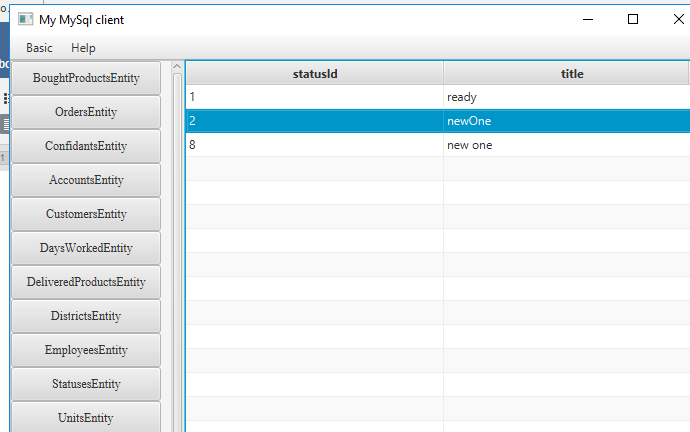 My MySql client
Basic Help
BoughtProductsEntity
OrdersEntity
ConfidantsEntity
AccountsEntity
CustomersEntity
DaysWorkedEntity
DeliveredProductsEntity
DistrictsEntity
EmployeesEntity
StatusesEntity
UnitsEntity
statusId title
1 ready
2 newOne
8 new one